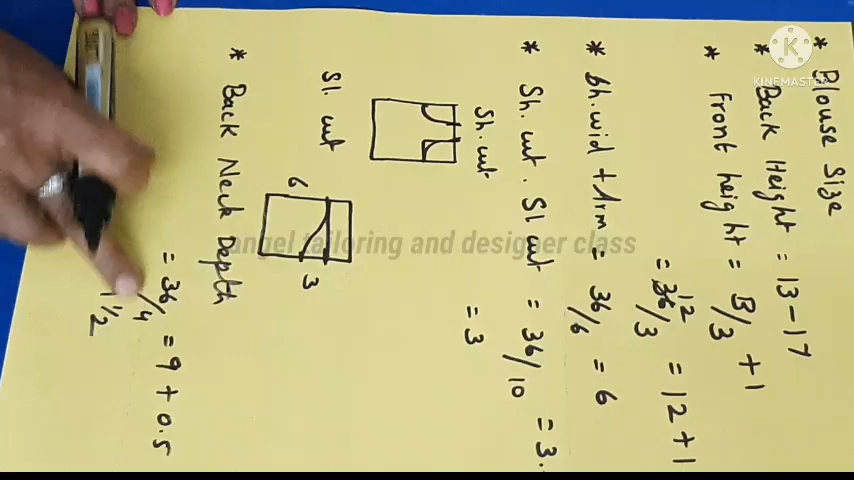 * Blouse Size
* Back Height = 13-17
* Front height = B/3 + 1
= 36/3 = 12 + 1
12
* Sh. wid + Arm = 36/6 = 6
* Sh. wt. Sl wt = 36/10 = 3.
= 3
Sh. wt
Sl. wt
6
3
* Back Neck Depth
= 36/4 = 9 + 0.5
1/2
KINEMASTER
angel tailoring and designer class